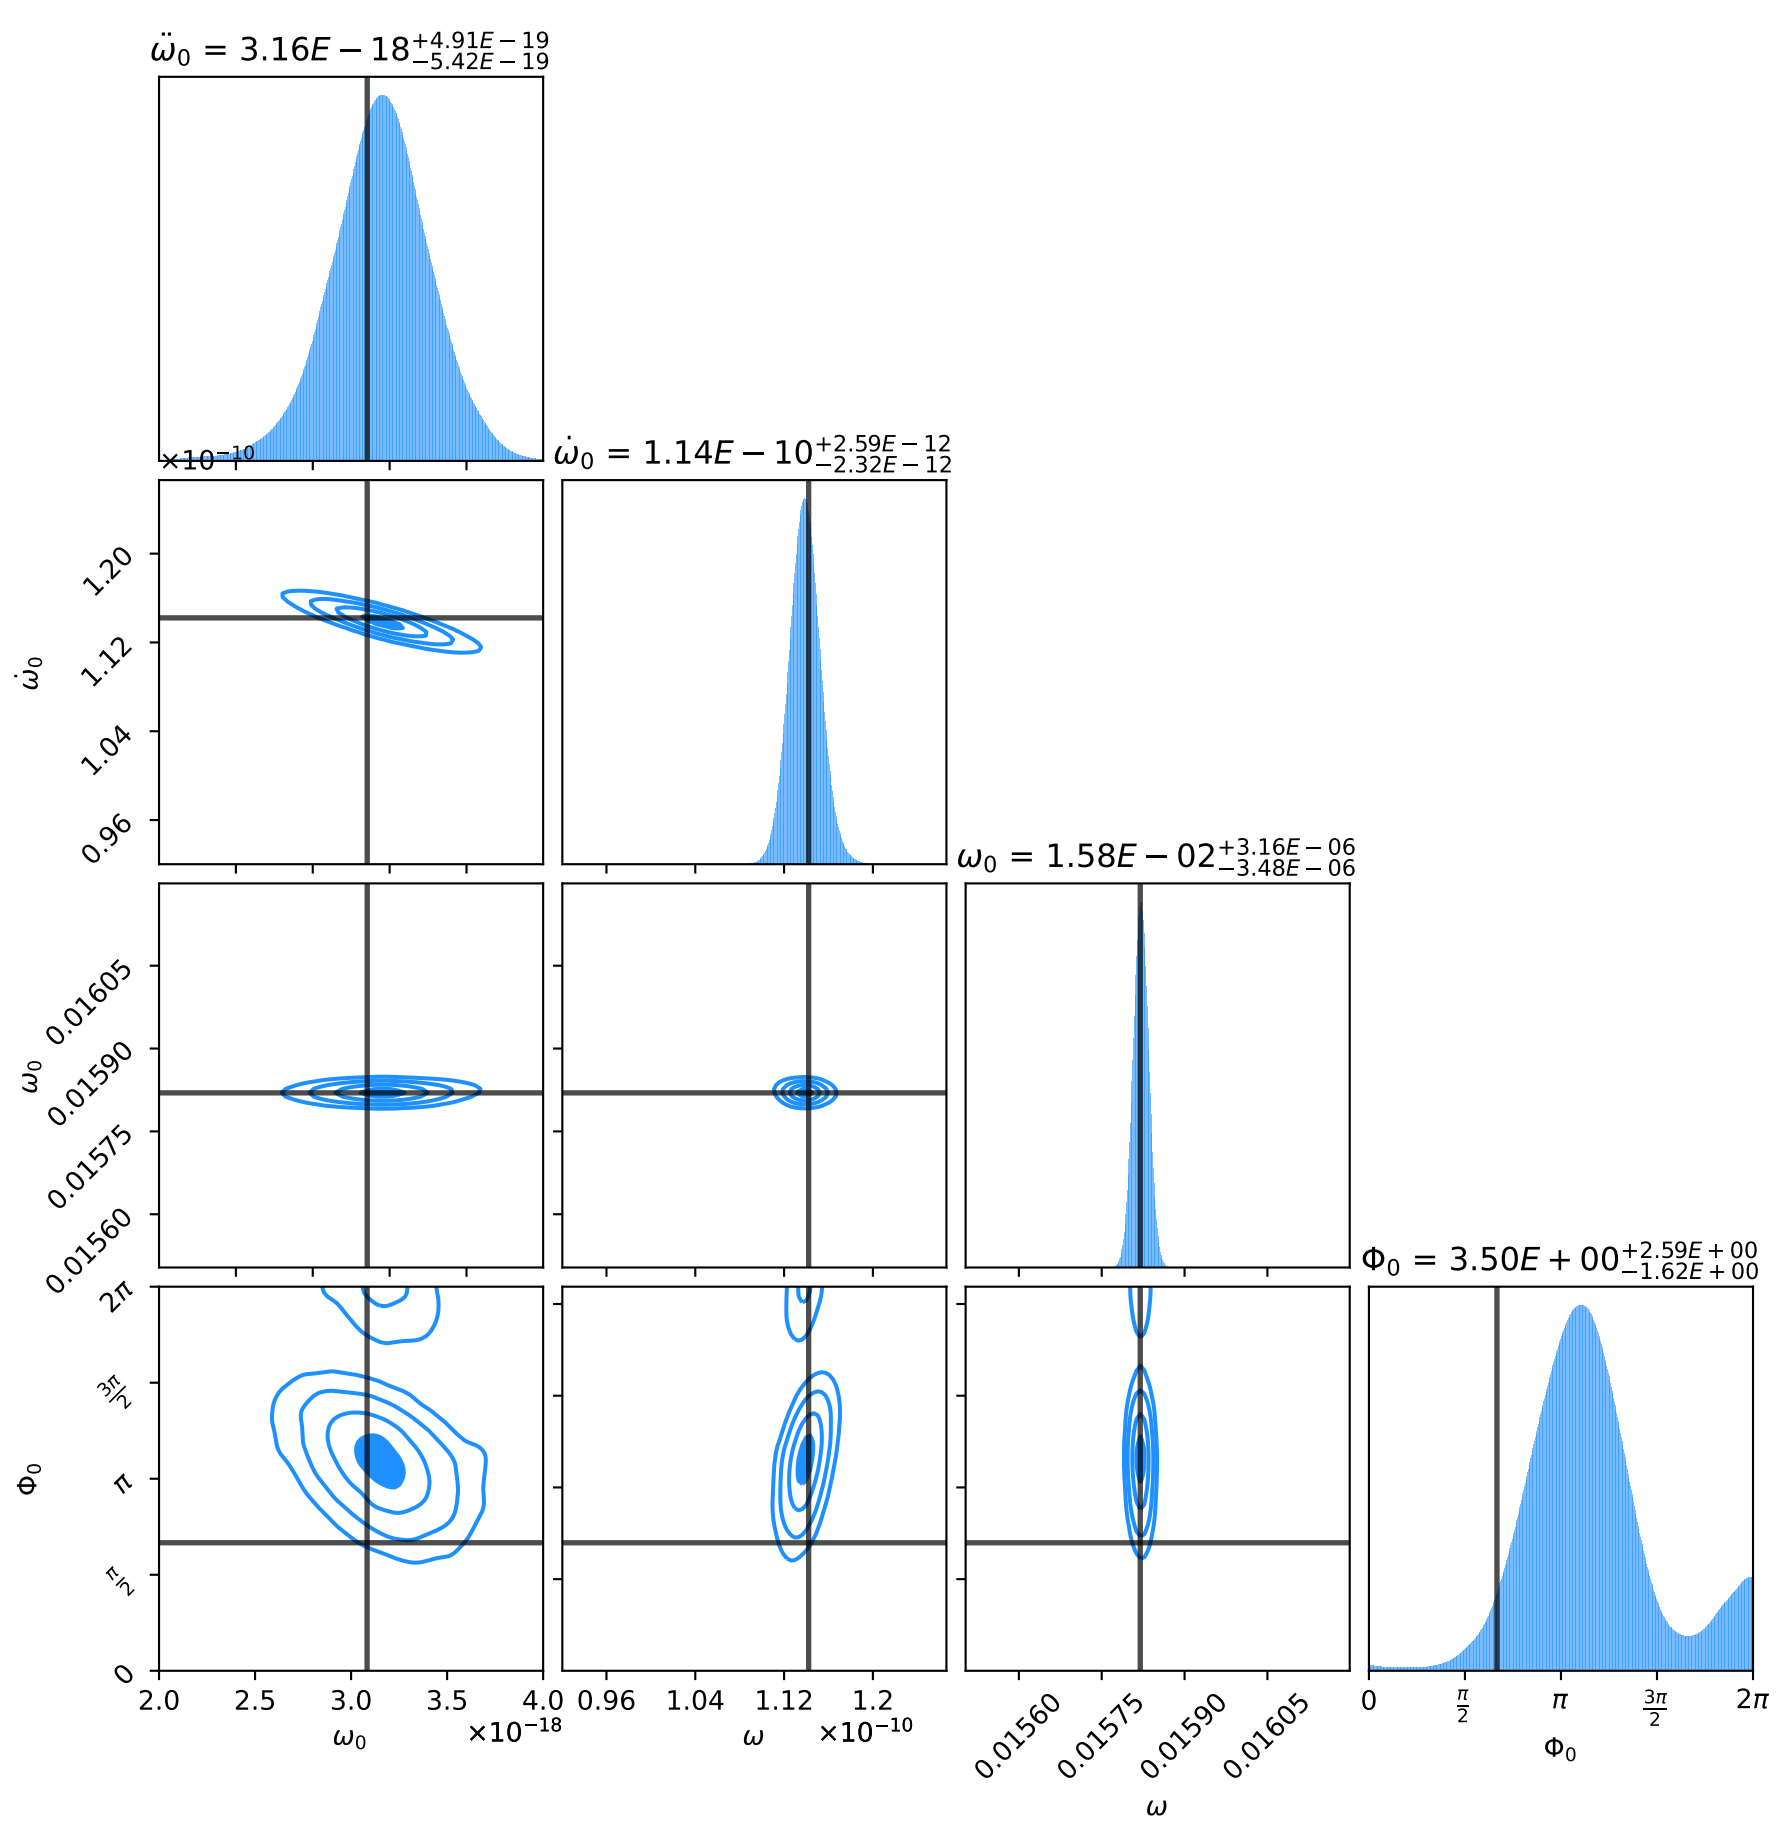 ω̈₀ = 3.16E − 18 +4.91E − 19 −5.42E − 19
×10⁻¹⁰
ω̇₀ = 1.14E − 10 +2.59E − 12 −2.32E − 12
1.20
1.12
1.04
0.96
ω̇₀
ω₀ = 1.58E − 02 +3.16E − 06 −3.48E − 06
0.01605
0.01590
0.01575
0.01560
ω₀
Φ₀ = 3.50E + 00 +2.59E + 00 −1.62E + 00
2π
3π/2
π
π/2
0
Φ₀
2.0 2.5 3.0 3.5 4.0
×10⁻¹⁸
ω₀
0.96 1.04 1.12 1.2
×10⁻¹⁰
ω
0.01560 0.01575 0.01590 0.01605
ω
0 π/2 π 3π/2 2π
Φ₀